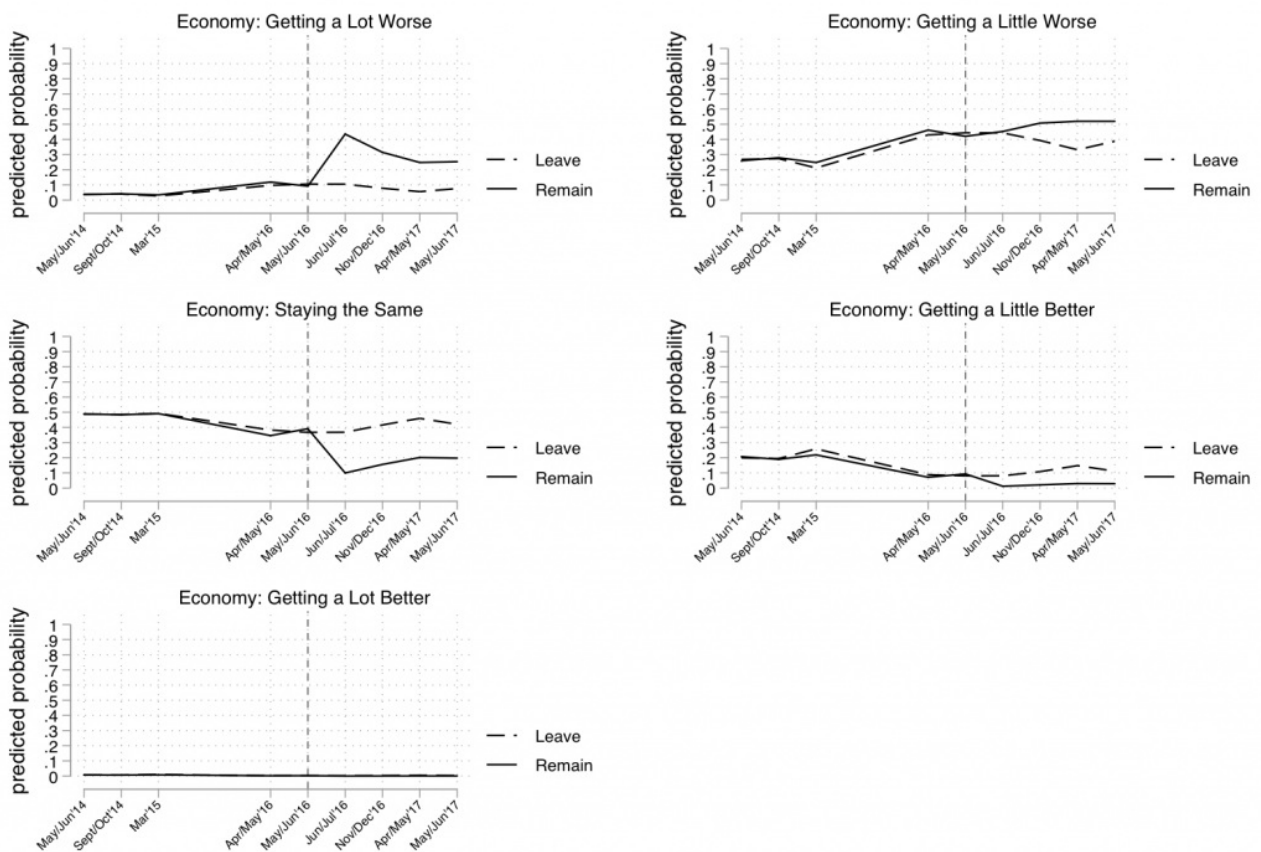 Economy: Getting a Lot Worse
predicted probability
1
.9
.8
.7
.6
.5
.4
.3
.2
.1
0
May/Jun'14
Sept/Oct'14
Mar'15
Apr/May'16
May/Jun'16
Jun/Jul'16
Nov/Dec'16
Apr/May'17
May/Jun'17
Leave
Remain
Economy: Getting a Little Worse
predicted probability
1
.9
.8
.7
.6
.5
.4
.3
.2
.1
0
May/Jun'14
Sept/Oct'14
Mar'15
Apr/May'16
May/Jun'16
Jun/Jul'16
Nov/Dec'16
Apr/May'17
May/Jun'17
Leave
Remain
Economy: Staying the Same
predicted probability
1
.9
.8
.7
.6
.5
.4
.3
.2
.1
0
May/Jun'14
Sept/Oct'14
Mar'15
Apr/May'16
May/Jun'16
Jun/Jul'16
Nov/Dec'16
Apr/May'17
May/Jun'17
Leave
Remain
Economy: Getting a Little Better
predicted probability
1
.9
.8
.7
.6
.5
.4
.3
.2
.1
0
May/Jun'14
Sept/Oct'14
Mar'15
Apr/May'16
May/Jun'16
Jun/Jul'16
Nov/Dec'16
Apr/May'17
May/Jun'17
Leave
Remain
Economy: Getting a Lot Better
predicted probability
1
.9
.8
.7
.6
.5
.4
.3
.2
.1
0
May/Jun'14
Sept/Oct'14
Mar'15
Apr/May'16
May/Jun'16
Jun/Jul'16
Nov/Dec'16
Apr/May'17
May/Jun'17
Leave
Remain